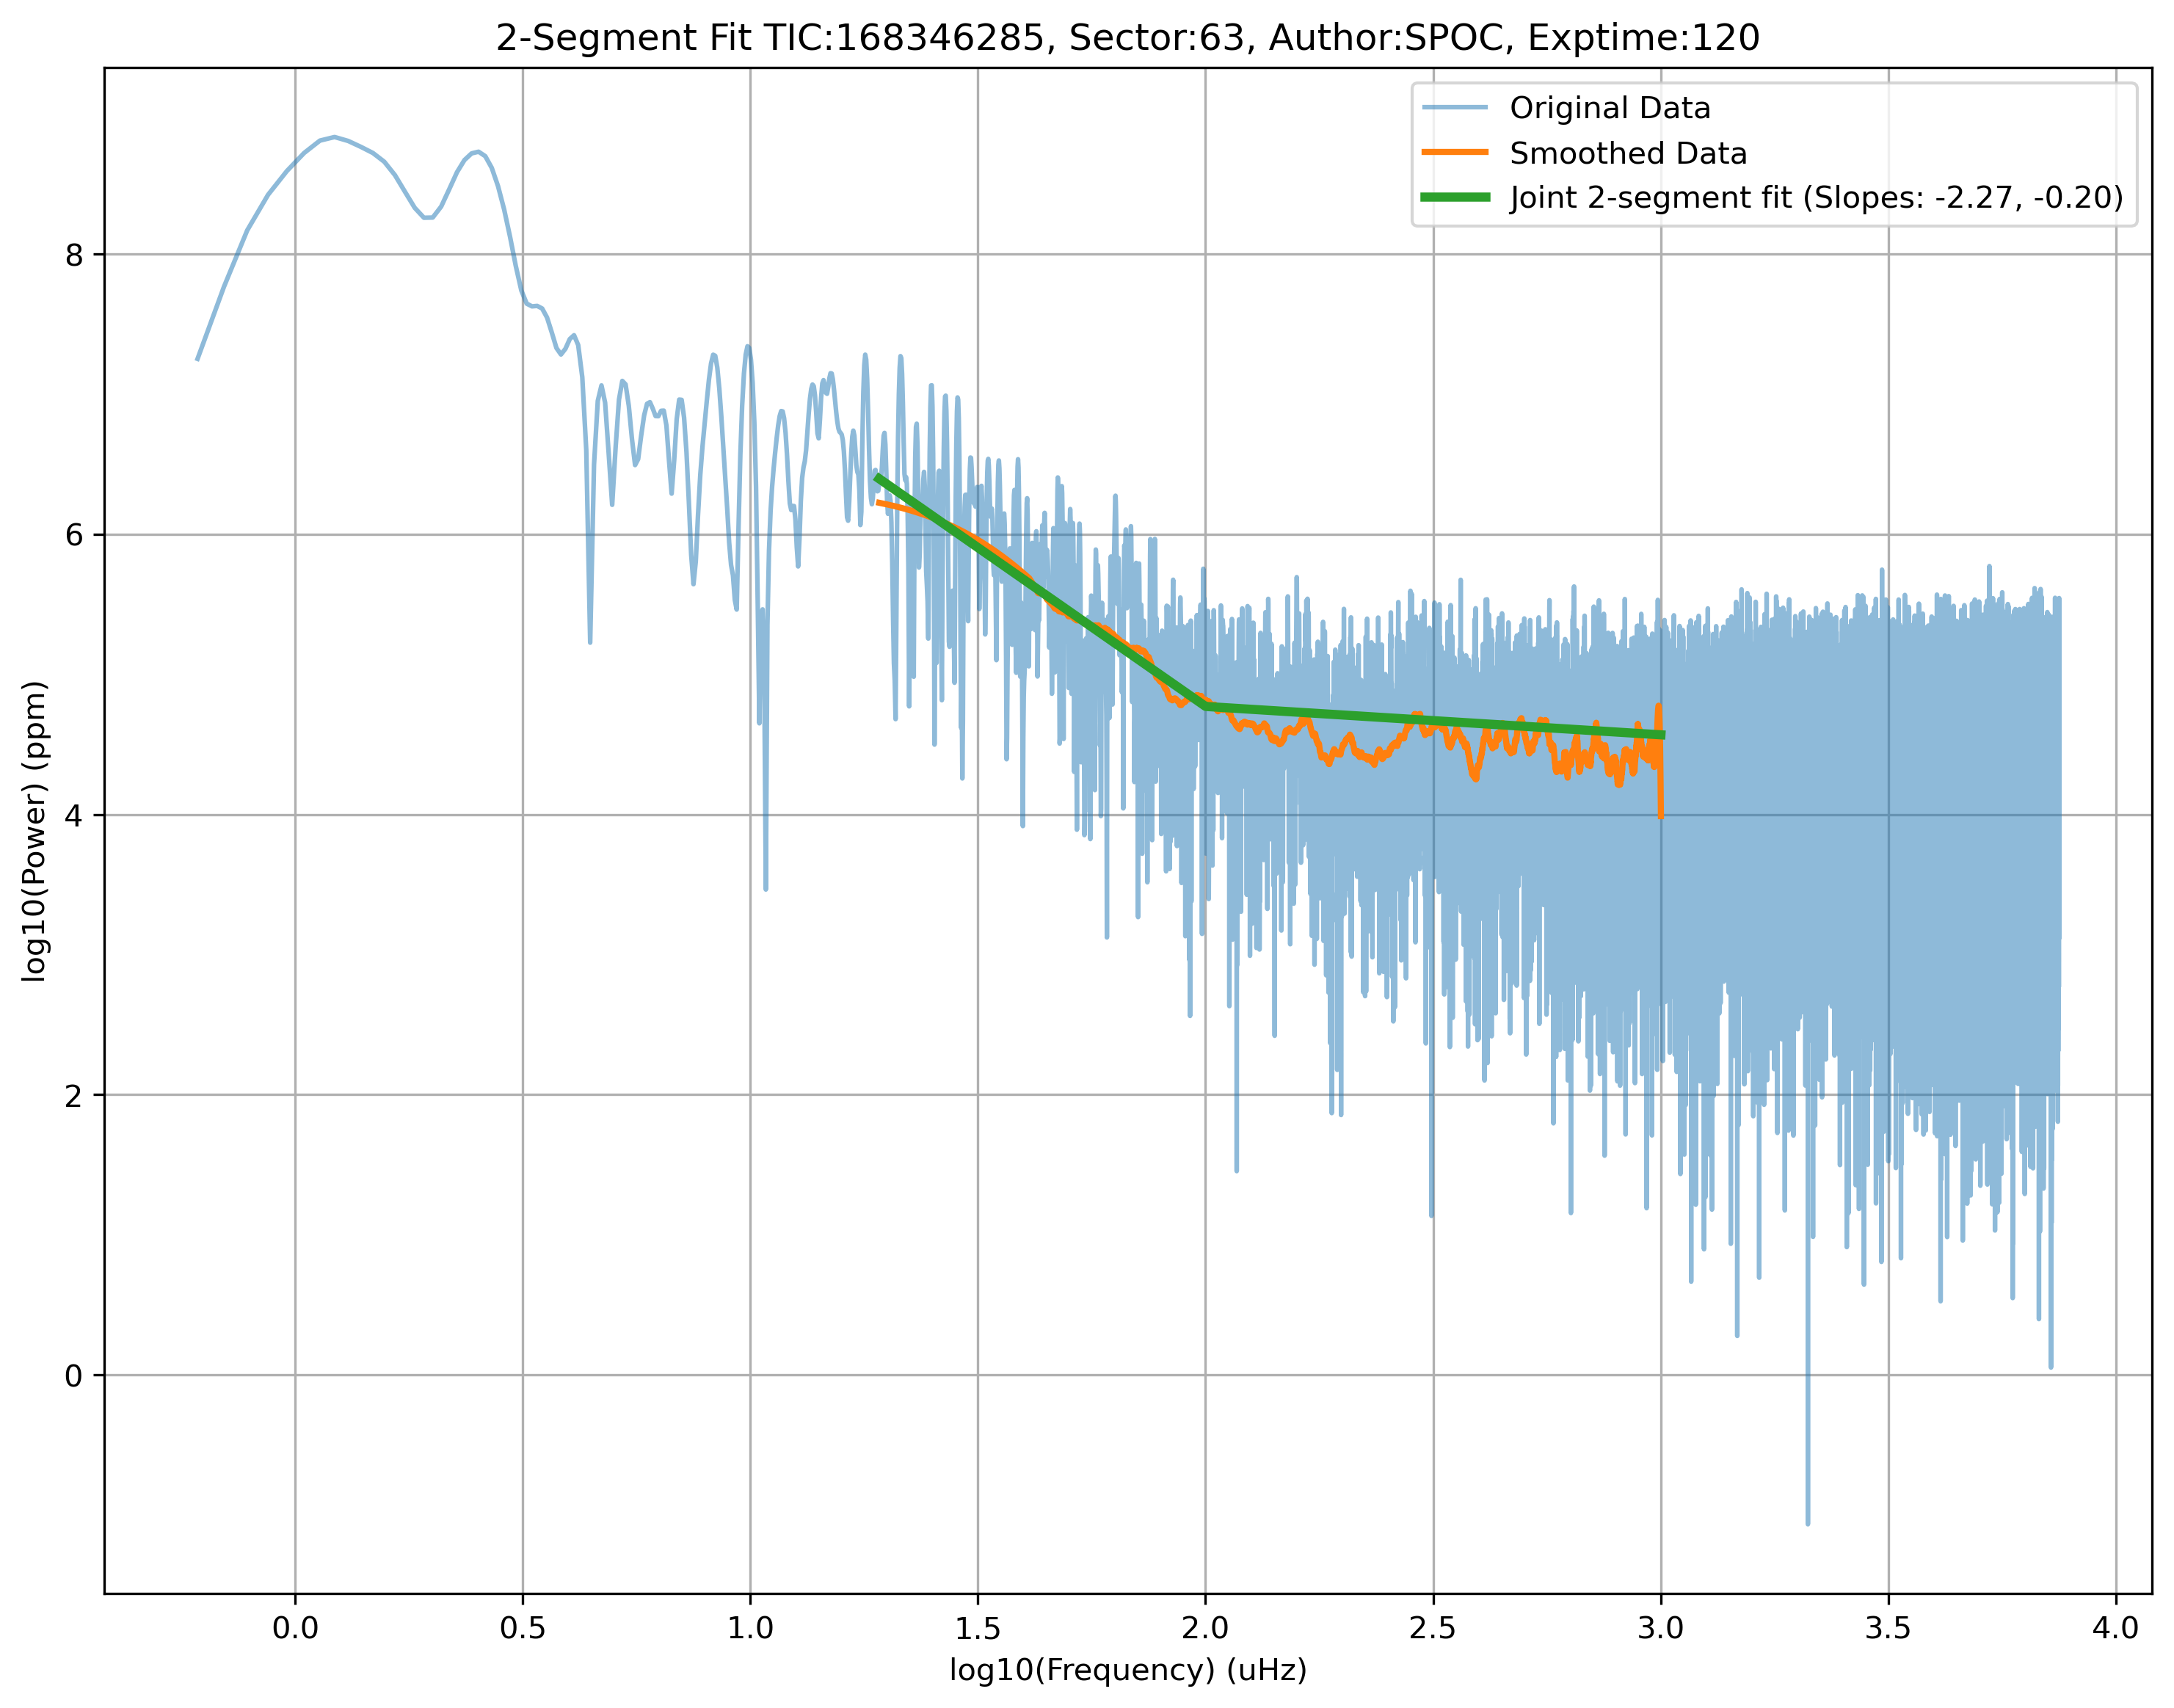 2-Segment Fit TIC:168346285, Sector:63, Author:SPOC, Exptime:120
Original Data
Smoothed Data
Joint 2-segment fit (Slopes: -2.27, -0.20)
log10(Power) (ppm)
8
6
4
2
0
0.0 0.5 1.0 1.5 2.0 2.5 3.0 3.5 4.0
log10(Frequency) (uHz)